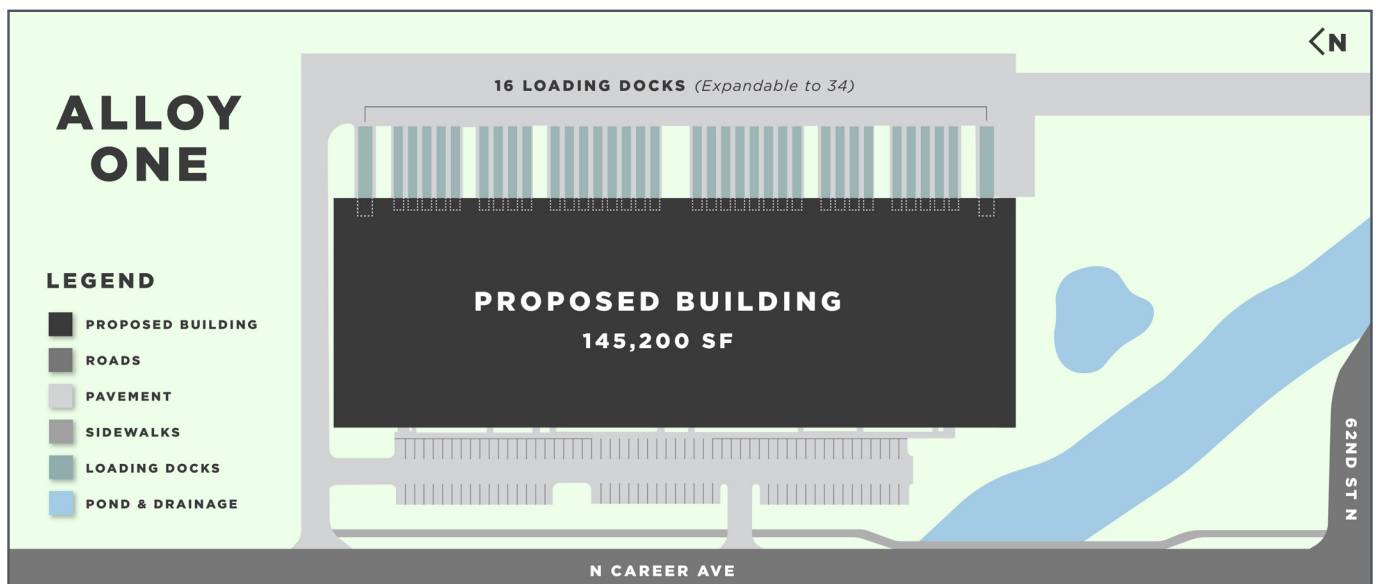 N
ALLOY
ONE
16 LOADING DOCKS (Expandable to 34)
LEGEND
PROPOSED BUILDING
ROADS
PAVEMENT
SIDEWALKS
LOADING DOCKS
POND & DRAINAGE
PROPOSED BUILDING
145,200 SF
62ND ST N
N CAREER AVE